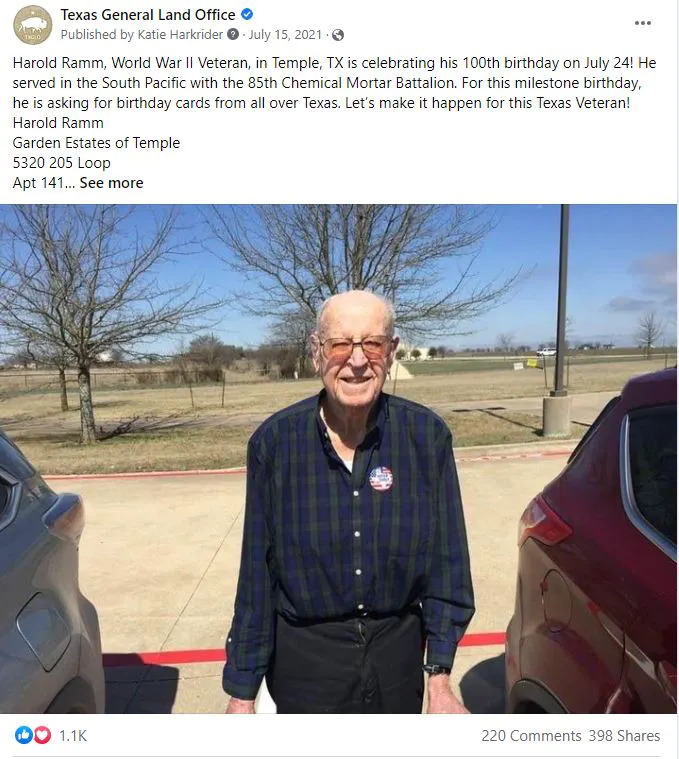 Texas General Land Office
Published by Katie Harkrider · July 15, 2021 ·
Harold Ramm, World War II Veteran, in Temple, TX is celebrating his 100th birthday on July 24! He
served in the South Pacific with the 85th Chemical Mortar Battalion. For this milestone birthday,
he is asking for birthday cards from all over Texas. Let's make it happen for this Texas Veteran!
Harold Ramm
Garden Estates of Temple
5320 205 Loop
Apt 141... See more
1.1K
220 Comments 398 Shares